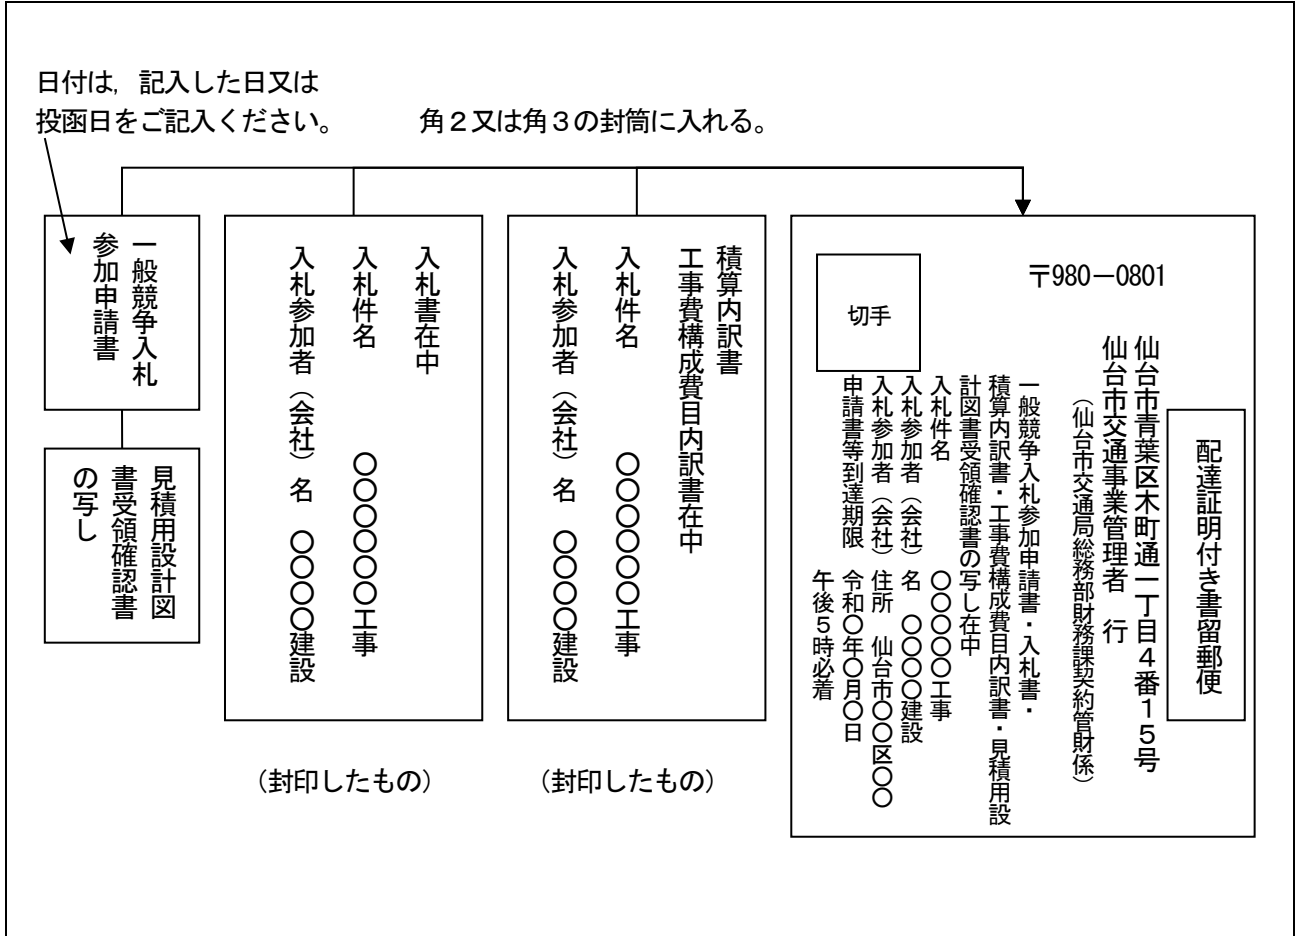 日付は，記入した日又は
投函日をご記入ください。
角２又は角３の封筒に入れる。
一般競争入札
参加申請書
見積用設計図
書受領確認書
の写し
入札書在中
入札件名　〇〇〇〇〇〇工事
入札参加者（会社）名　〇〇〇〇建設
（封印したもの）
積算内訳書
工事費構成費目内訳書在中
入札件名　〇〇〇〇〇〇工事
入札参加者（会社）名　〇〇〇〇建設
（封印したもの）
切手
〒980－0801
配達証明付き書留郵便
仙台市青葉区木町通一丁目４番１５号
仙台市交通事業管理者　行
（仙台市交通局総務部財務課契約管財係）
一般競争入札参加申請書・入札書・
積算内訳書・工事費構成費目内訳書・見積用設
計図書受領確認書の写し在中
入札件名　〇〇〇〇〇工事
入札参加者（会社）名　〇〇〇〇建設
入札参加者（会社）住所　仙台市〇〇区〇〇
申請書等到達期限　令和〇年〇月〇日
午後５時必着